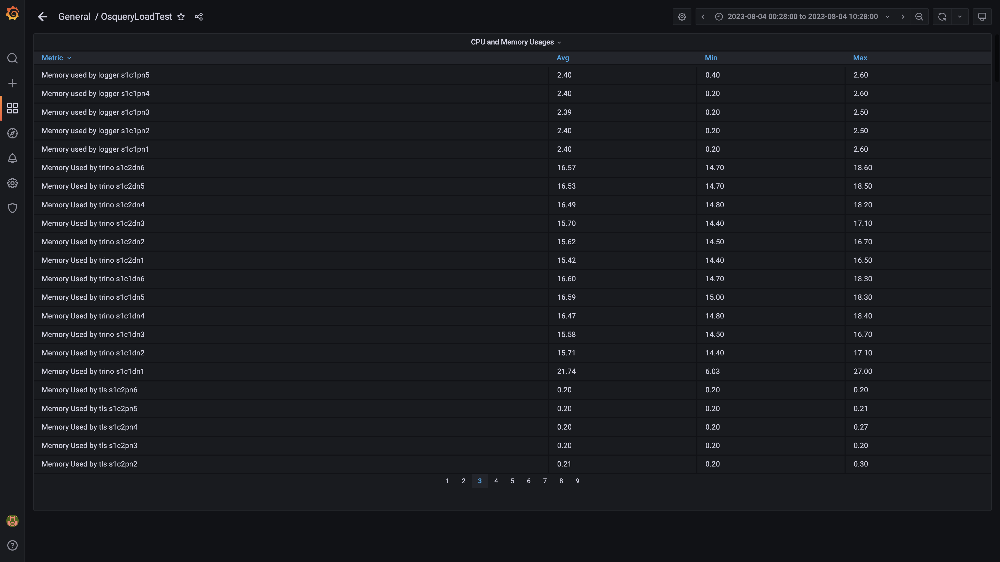 General / OsqueryLoadTest
2023-08-04 00:28:00 to 2023-08-04 10:28:00
CPU and Memory Usages
Metric Avg Min Max
Memory used by logger s1c1pn5 2.40 0.40 2.60
Memory used by logger s1c1pn4 2.40 0.20 2.60
Memory used by logger s1c1pn3 2.39 0.20 2.50
Memory used by logger s1c1pn2 2.40 0.20 2.50
Memory used by logger s1c1pn1 2.40 0.20 2.60
Memory Used by trino s1c2dn6 16.57 14.70 18.60
Memory Used by trino s1c2dn5 16.53 14.70 18.50
Memory Used by trino s1c2dn4 16.49 14.80 18.20
Memory Used by trino s1c2dn3 15.70 14.40 17.10
Memory Used by trino s1c2dn2 15.62 14.50 16.70
Memory Used by trino s1c2dn1 15.42 14.40 16.50
Memory Used by trino s1c1dn6 16.60 14.70 18.30
Memory Used by trino s1c1dn5 16.59 15.00 18.30
Memory Used by trino s1c1dn4 16.47 14.80 18.40
Memory Used by trino s1c1dn3 15.58 14.50 16.70
Memory Used by trino s1c1dn2 15.71 14.40 17.10
Memory Used by trino s1c1dn1 21.74 6.03 27.00
Memory Used by tls s1c2pn6 0.20 0.20 0.20
Memory Used by tls s1c2pn5 0.20 0.20 0.21
Memory Used by tls s1c2pn4 0.20 0.20 0.27
Memory Used by tls s1c2pn3 0.20 0.20 0.20
Memory Used by tls s1c2pn2 0.21 0.20 0.30
1 2 3 4 5 6 7 8 9